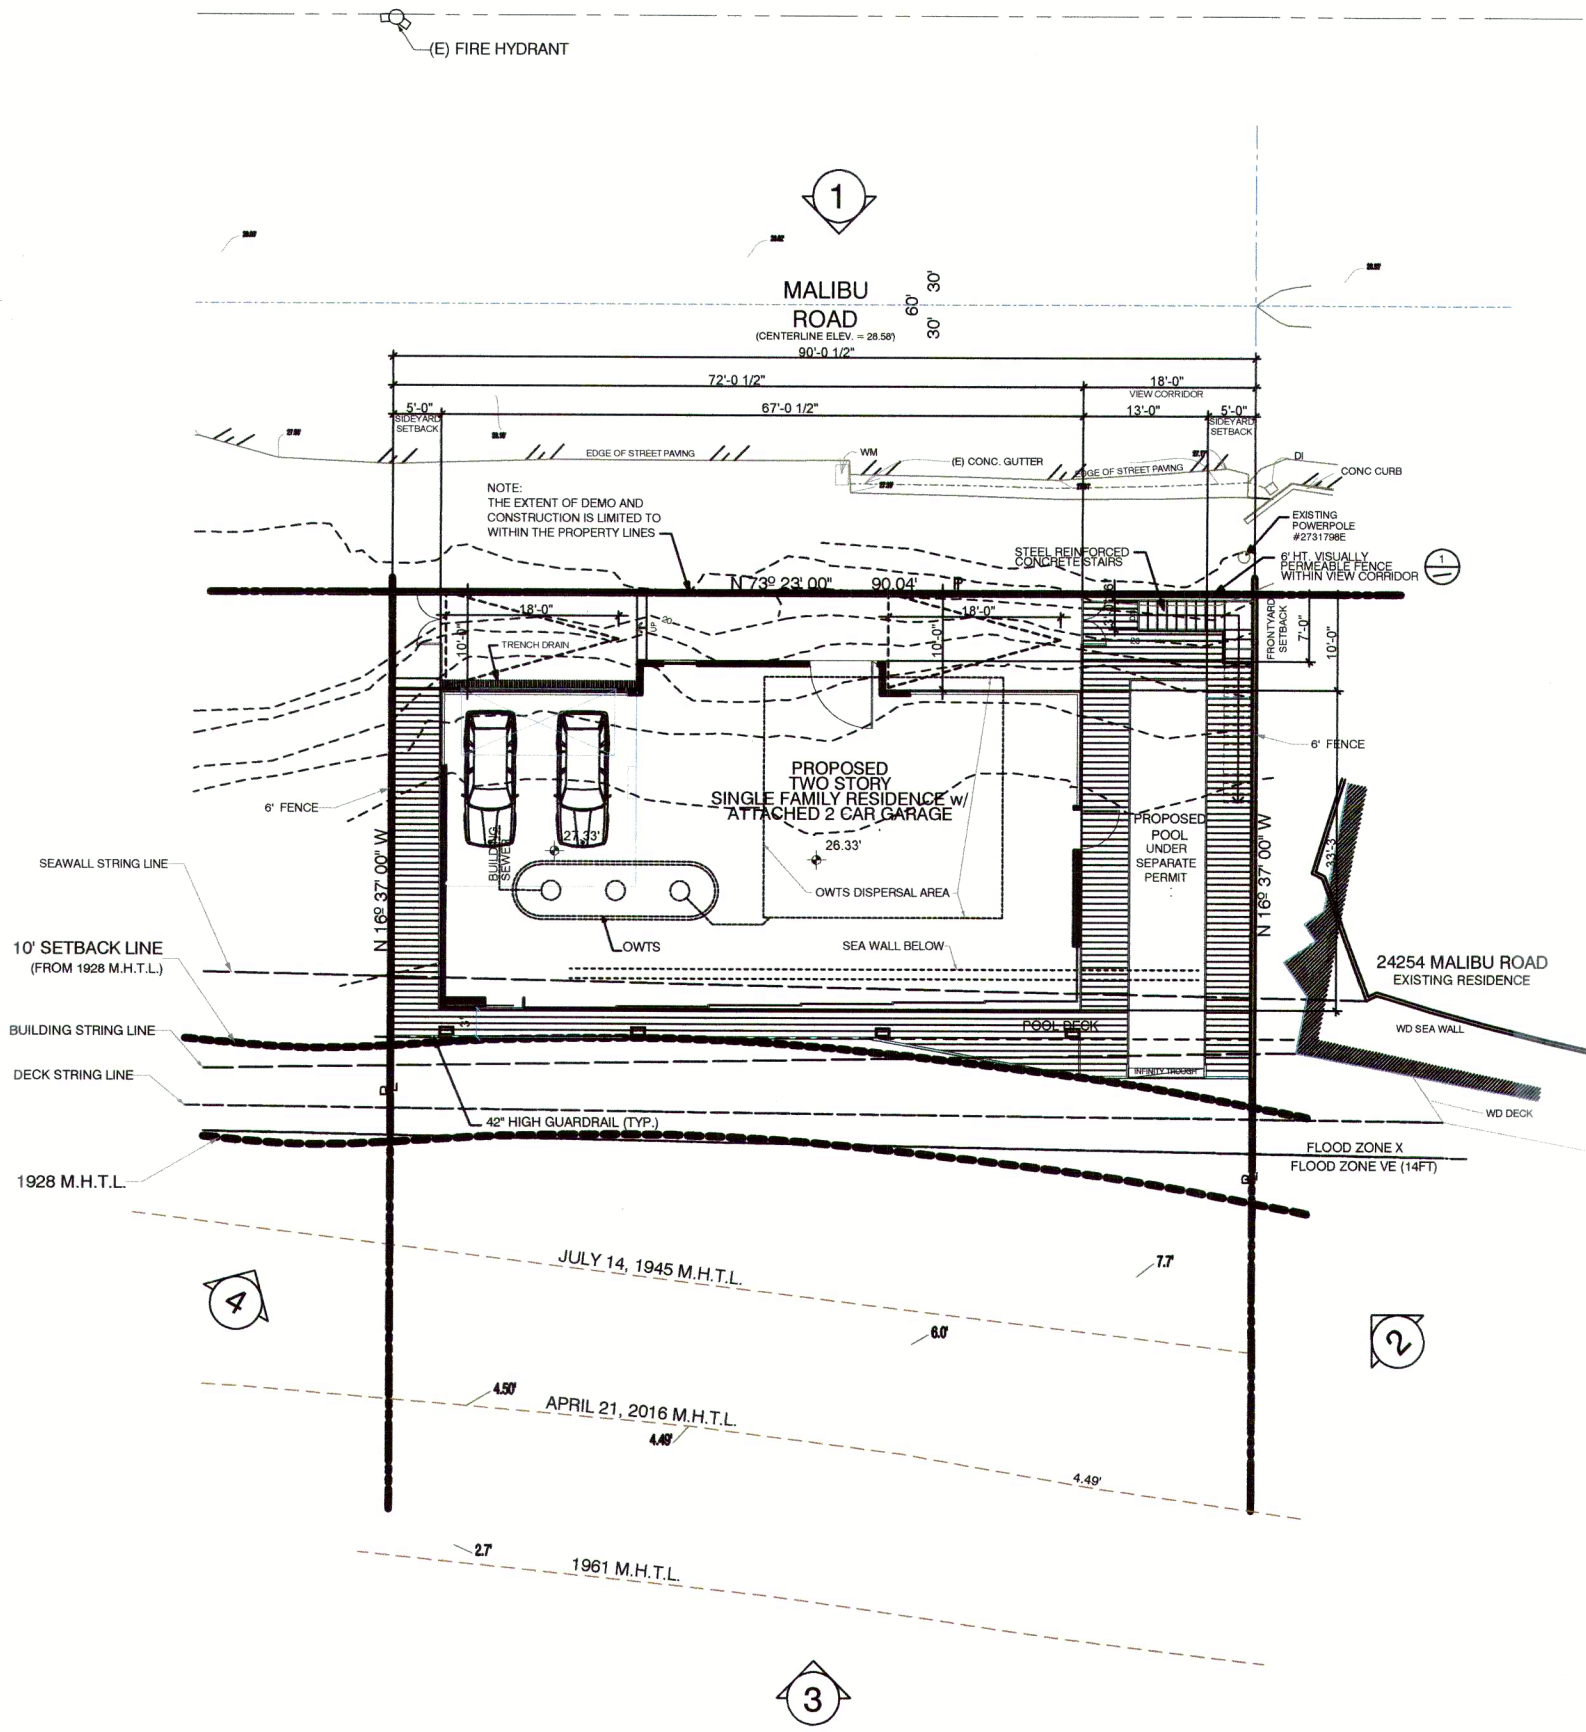 (E) FIRE HYDRANT
1
MALIBU
ROAD
(CENTERLINE ELEV. = 28.58')
60'
30'
30'
90'-0 1/2"
72'-0 1/2"
18'-0"
VIEW CORRIDOR
5'-0"
67'-0 1/2"
13'-0"
5'-0"
SIDEYARD
SETBACK
SIDEYARD
SETBACK
EDGE OF STREET PAVING
WM
(E) CONC. GUTTER
EDGE OF STREET PAVING
DI
CONC CURB
NOTE:
THE EXTENT OF DEMO AND
CONSTRUCTION IS LIMITED TO
WITHIN THE PROPERTY LINES
EXISTING
POWERPOLE
#2731798E
STEEL REINFORCED
CONCRETE STAIRS
6' HT. VISUALLY
PERMEABLE FENCE
WITHIN VIEW CORRIDOR
1
N 73º 23' 00"
90.04'
18'-0"
18'-0"
10'-0"
10'-0"
UP
20
TRENCH DRAIN
FRONTYARD
SETBACK
7'-0"
10'-0"
6' FENCE
6' FENCE
PROPOSED
TWO STORY
SINGLE FAMILY RESIDENCE w/
ATTACHED 2 CAR GARAGE
27.33'
26.33'
BUILDING
SEWER
PROPOSED
POOL
UNDER
SEPARATE
PERMIT
33'-3"
N 16º 37' 00" W
N 16º 37' 00" W
SEAWALL STRING LINE
OWTS DISPERSAL AREA
OWTS
SEA WALL BELOW
10' SETBACK LINE
(FROM 1928 M.H.T.L.)
24254 MALIBU ROAD
EXISTING RESIDENCE
3'
POOL DECK
WD SEA WALL
BUILDING STRING LINE
INFINITY TROUGH
DECK STRING LINE
WD DECK
42" HIGH GUARDRAIL (TYP.)
FLOOD ZONE X
FLOOD ZONE VE (14FT)
1928 M.H.T.L.
JULY 14, 1945 M.H.T.L.
7.7'
4
6.0'
2
4.50'
APRIL 21, 2016 M.H.T.L.
4.49'
4.49'
2.7'
1961 M.H.T.L.
3